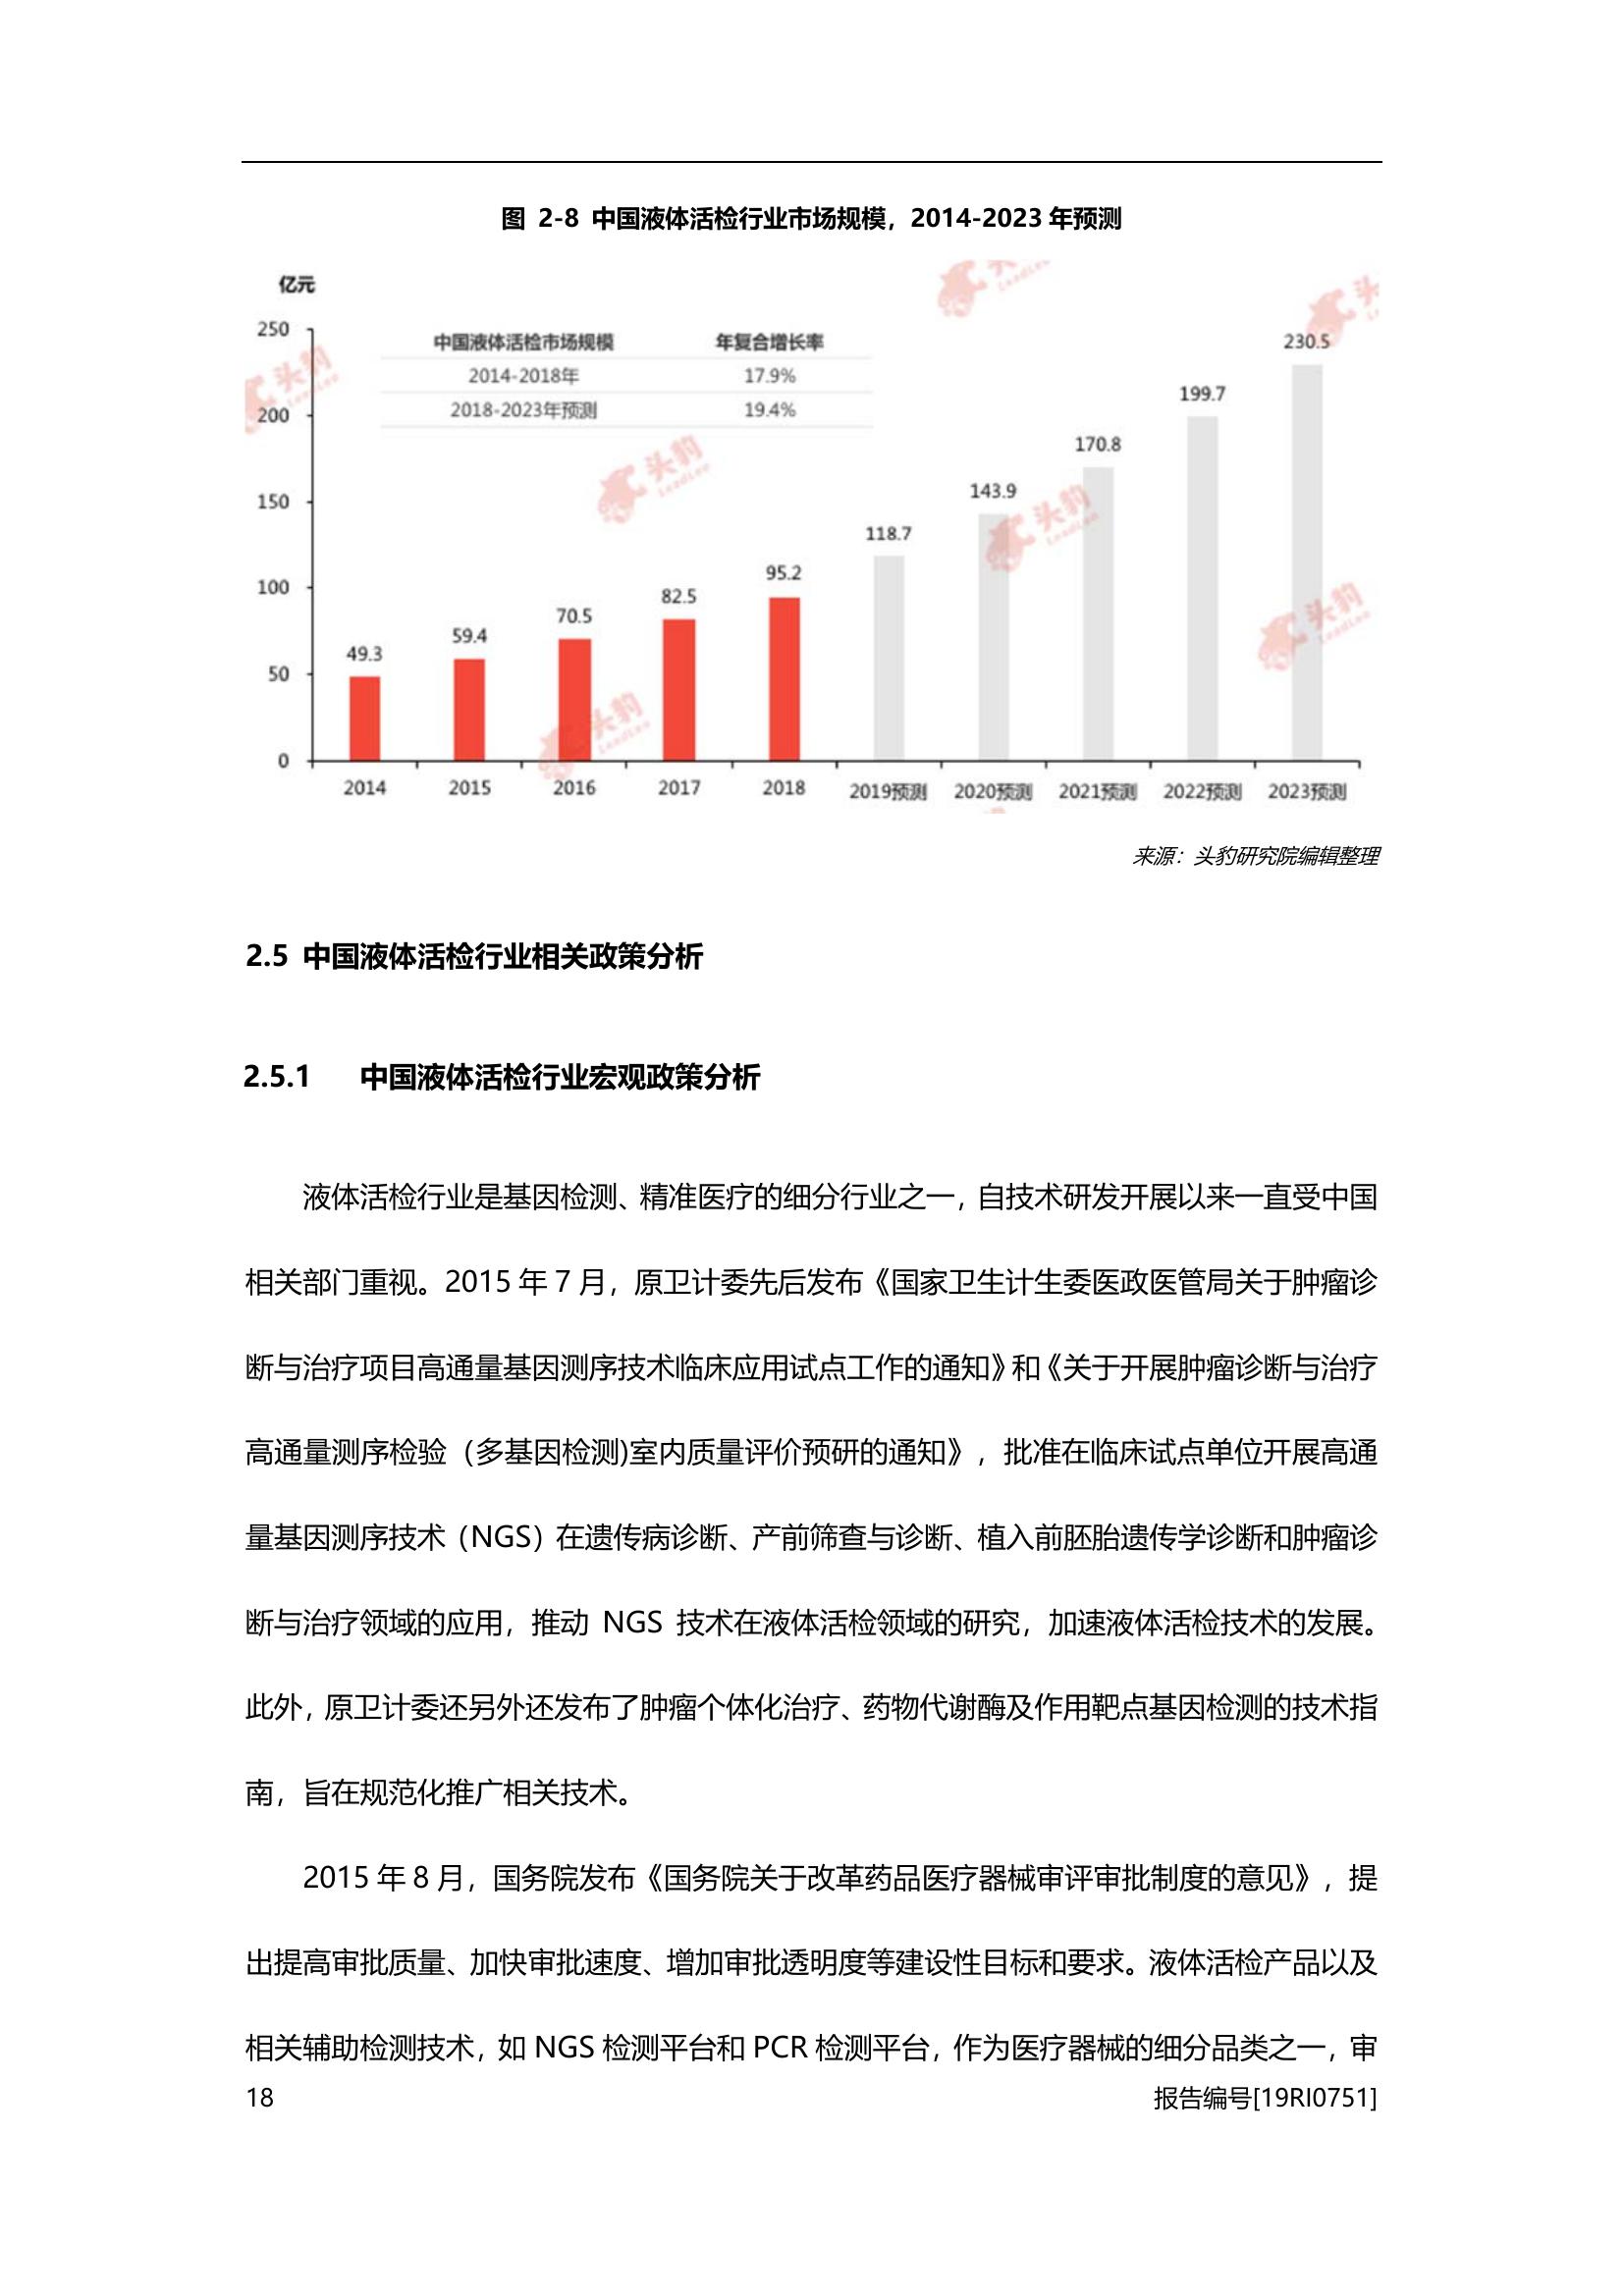 图 2-8 中国液体活检行业市场规模，2014-2023 年预测
亿元
250
200
150
100
50
0
中国液体活检市场规模 年复合增长率
2014-2018年 17.9%
2018-2023年预测 19.4%
49.3 59.4 70.5 82.5 95.2 118.7 143.9 170.8 199.7 230.5
2014 2015 2016 2017 2018 2019预测 2020预测 2021预测 2022预测 2023预测
头豹 LeadLeo
来源：头豹研究院编辑整理
2.5 中国液体活检行业相关政策分析
2.5.1 中国液体活检行业宏观政策分析
液体活检行业是基因检测、精准医疗的细分行业之一，自技术研发开展以来一直受中国
相关部门重视。2015 年 7 月，原卫计委先后发布《国家卫生计生委医政医管局关于肿瘤诊
断与治疗项目高通量基因测序技术临床应用试点工作的通知》和《关于开展肿瘤诊断与治疗
高通量测序检验（多基因检测)室内质量评价预研的通知》，批准在临床试点单位开展高通
量基因测序技术（NGS）在遗传病诊断、产前筛查与诊断、植入前胚胎遗传学诊断和肿瘤诊
断与治疗领域的应用，推动 NGS 技术在液体活检领域的研究，加速液体活检技术的发展。
此外，原卫计委还另外还发布了肿瘤个体化治疗、药物代谢酶及作用靶点基因检测的技术指
南，旨在规范化推广相关技术。
2015 年 8 月，国务院发布《国务院关于改革药品医疗器械审评审批制度的意见》，提
出提高审批质量、加快审批速度、增加审批透明度等建设性目标和要求。液体活检产品以及
相关辅助检测技术，如 NGS 检测平台和 PCR 检测平台，作为医疗器械的细分品类之一，审
18 报告编号[19RI0751]